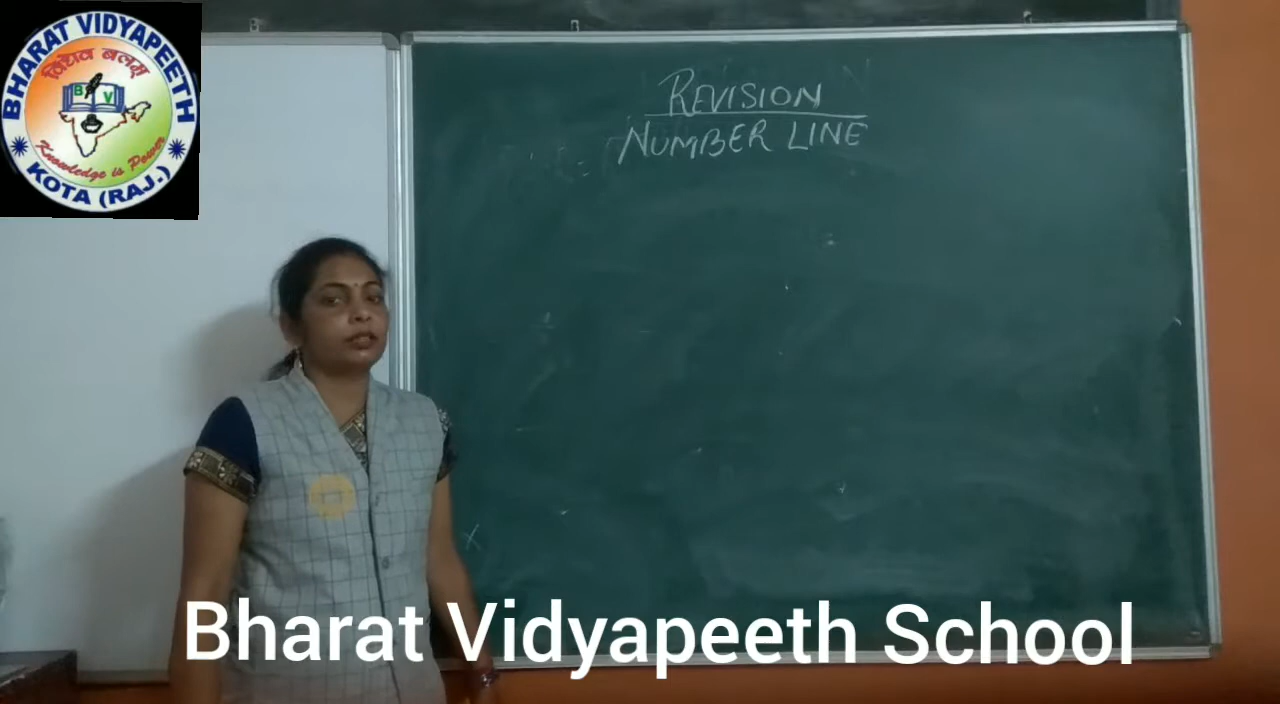 BHARAT VIDYAPEETH
विद्यैव बलम्
B V
Knowledge is Power
KOTA (RAJ.)
REVISION
NUMBER LINE
Bharat Vidyapeeth School